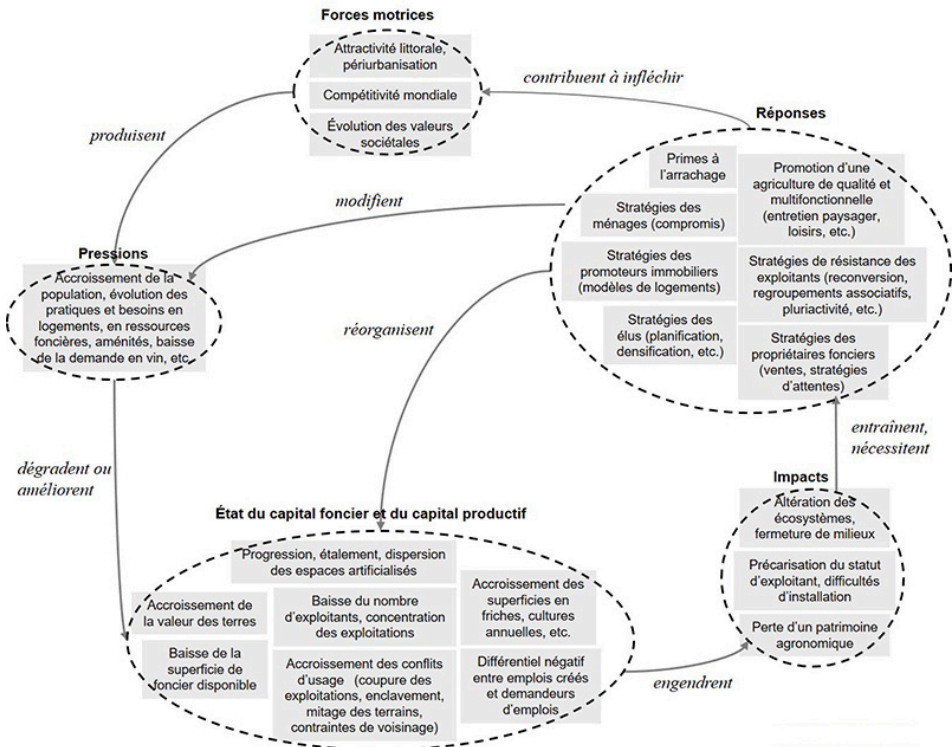 Forces motrices
Attractivité littorale,
périurbanisation
Compétitivité mondiale
Évolution des valeurs
sociétales
contribuent à infléchir
produisent
Réponses
Primes à
l'arrachage
Promotion d'une
agriculture de qualité et
multifonctionnelle
(entretien paysager,
loisirs, etc.)
Stratégies des
ménages (compromis)
Stratégies des
promoteurs immobiliers
(modèles de logements)
Stratégies de résistance des
exploitants (reconversion,
regroupements associatifs,
pluriactivité, etc.)
Stratégies des
élus (planification,
densification, etc.)
Stratégies des
propriétaires fonciers
(ventes, stratégies
d'attentes)
modifient
Pressions
Accroissement de la
population, évolution des
pratiques et besoins en
logements, en ressources
foncières, aménités, baisse
de la demande en vin, etc.
réorganisent
dégradent ou
améliorent
entraînent,
nécessitent
Impacts
Altération des
écosystèmes,
fermeture de milieux
Précarisation du statut
d'exploitant, difficultés
d'installation
Perte d'un patrimoine
agronomique
État du capital foncier et du capital productif
Progression, étalement, dispersion
des espaces artificialisés
Accroissement de
la valeur des terres
Baisse du nombre
d'exploitants, concentration
des exploitations
Accroissement des
superficies en
friches, cultures
annuelles, etc.
Baisse de la
superficie de
foncier disponible
Accroissement des conflits
d'usage (coupure des
exploitations, enclavement,
mitage des terrains,
contraintes de voisinage)
Différentiel négatif
entre emplois créés
et demandeurs
d'emplois
engendrent